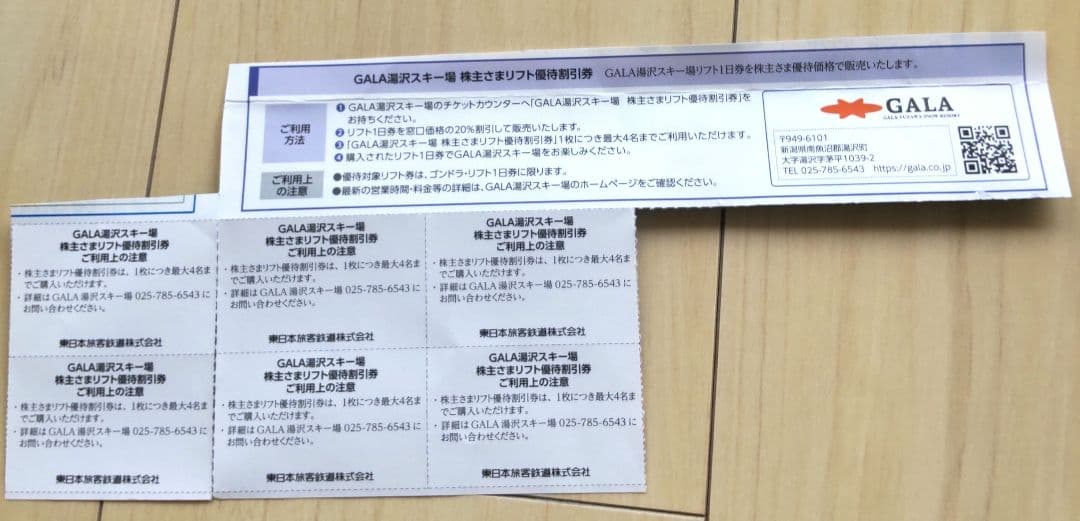 GALA湯沢スキー場 株主さまリフト優待割引券 GALA湯沢スキー場リフト1日券を株主さま優待価格で販売いたします。
ご利用
方法
❶GALA湯沢スキー場のチケットカウンターへ「GALA湯沢スキー場 株主さまリフト優待割引券」を
お持ちください。
❷リフト1日券を窓口価格の20%割引して販売いたします。
❸「GALA湯沢スキー場 株主さまリフト優待割引券」1枚につき最大4名までご利用いただけます。
❹購入されたリフト1日券でGALA湯沢スキー場をお楽しみください。
ご利用上
の注意
●優待対象リフト券は、ゴンドラ・リフト1日券に限ります。
●最新の営業時間・料金等の詳細は、GALA湯沢スキー場のホームページをご確認ください。
GALA
GALA YUZAWA SNOW RESORT
〒949-6101
新潟県南魚沼郡湯沢町
大字湯沢字茅平1039-2
TEL 025-785-6543 https://gala.co.jp
GALA湯沢スキー場
株主さまリフト優待割引券
ご利用上の注意
・株主さまリフト優待割引券は、1枚につき最大4名ま
でご購入いただけます。
・詳細はGALA湯沢スキー場 025-785-6543 に
お問い合わせください。
東日本旅客鉄道株式会社
GALA湯沢スキー場
株主さまリフト優待割引券
ご利用上の注意
・株主さまリフト優待割引券は、1枚につき最大4名ま
でご購入いただけます。
・詳細はGALA湯沢スキー場 025-785-6543 に
お問い合わせください。
東日本旅客鉄道株式会社
GALA湯沢スキー場
株主さまリフト優待割引券
ご利用上の注意
・株主さまリフト優待割引券は、1枚につき最大4名ま
でご購入いただけます。
・詳細はGALA湯沢スキー場 025-785-6543 に
お問い合わせください。
東日本旅客鉄道株式会社
GALA湯沢スキー場
株主さまリフト優待割引券
ご利用上の注意
・株主さまリフト優待割引券は、1枚につき最大4名ま
でご購入いただけます。
・詳細はGALA湯沢スキー場 025-785-6543 に
お問い合わせください。
東日本旅客鉄道株式会社
GALA湯沢スキー場
株主さまリフト優待割引券
ご利用上の注意
・株主さまリフト優待割引券は、1枚につき最大4名ま
でご購入いただけます。
・詳細はGALA湯沢スキー場 025-785-6543 に
お問い合わせください。
東日本旅客鉄道株式会社
GALA湯沢スキー場
株主さまリフト優待割引券
ご利用上の注意
・株主さまリフト優待割引券は、1枚につき最大4名ま
でご購入いただけます。
・詳細はGALA湯沢スキー場 025-785-6543 に
お問い合わせください。
東日本旅客鉄道株式会社